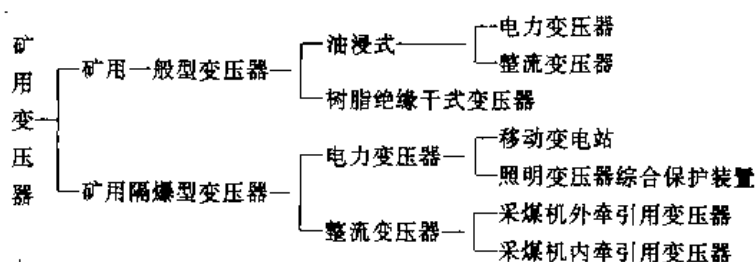 矿用变压器
矿用一般型变压器
油浸式
电力变压器
整流变压器
树脂绝缘干式变压器
矿用隔爆型变压器
电力变压器
移动变电站
照明变压器综合保护装置
整流变压器
采煤机外牵引用变压器
采煤机内牵引用变压器